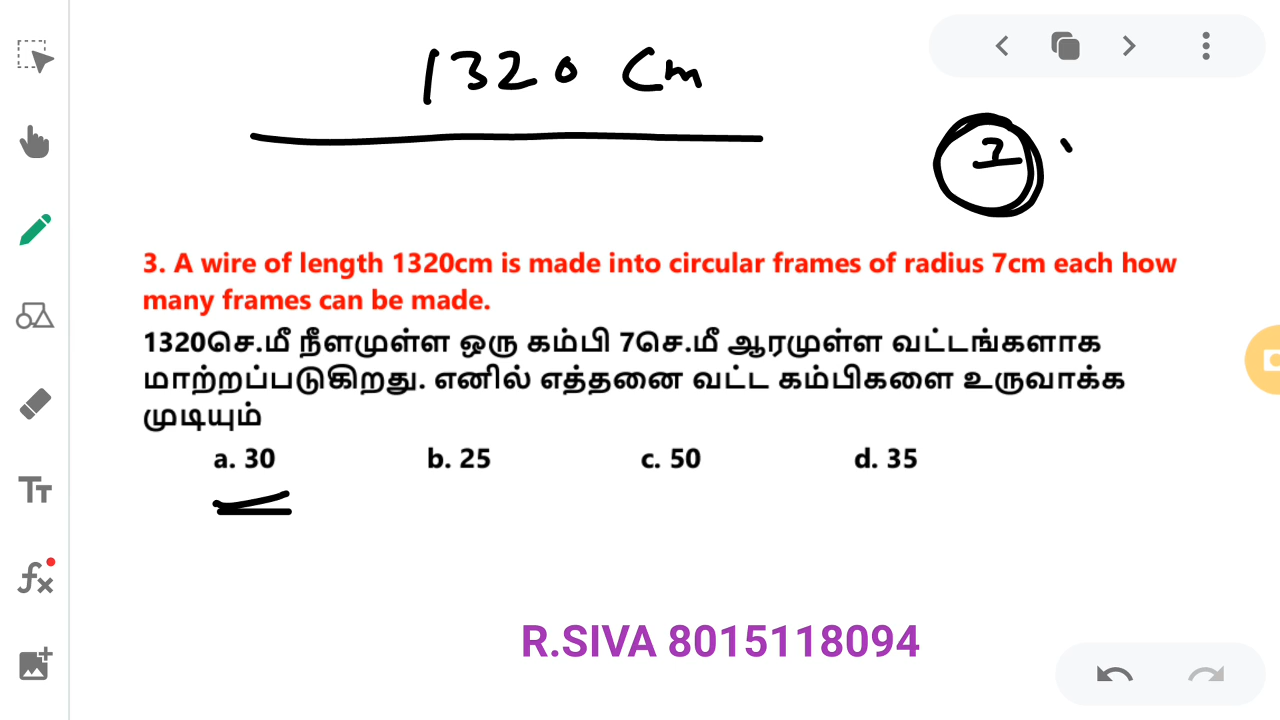 1320 cm
7
3. A wire of length 1320cm is made into circular frames of radius 7cm each how
many frames can be made.
1320செ.மீ நீளமுள்ள ஒரு கம்பி 7செ.மீ ஆரமுள்ள வட்டங்களாக
மாற்றப்படுகிறது. எனில் எத்தனை வட்ட கம்பிகளை உருவாக்க
முடியும்
a. 30 b. 25 c. 50 d. 35
Tт
fx
R.SIVA 8015118094